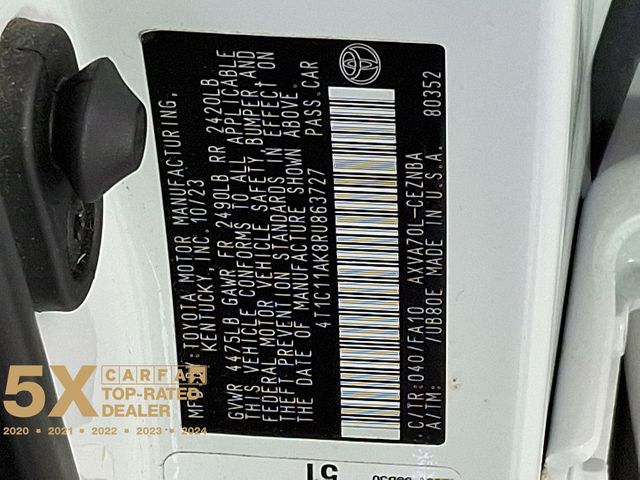 MFD BY:TOYOTA MOTOR MANUFACTURING,
KENTUCKY, INC. 10/23
GVWR 4475LB GAWR FR 2490LB RR 2420LB
THIS VEHICLE CONFORMS TO ALL APPLICABLE
FEDERAL MOTOR VEHICLE SAFETY BUMPER AND
THEFT PREVENTION STANDARDS IN EFFECT ON
THE DATE OF MANUFACTURE SHOWN ABOVE.
4T1C11AK8RU863727 PASS.CAR
C/TR:040/FA10 AXVA70L-CEZNBA
A/TM: /UB80E MADE IN U.S.A. 80352
51
5X CARFAX
TOP-RATED
DEALER
2020 2021 2022 2023 2024